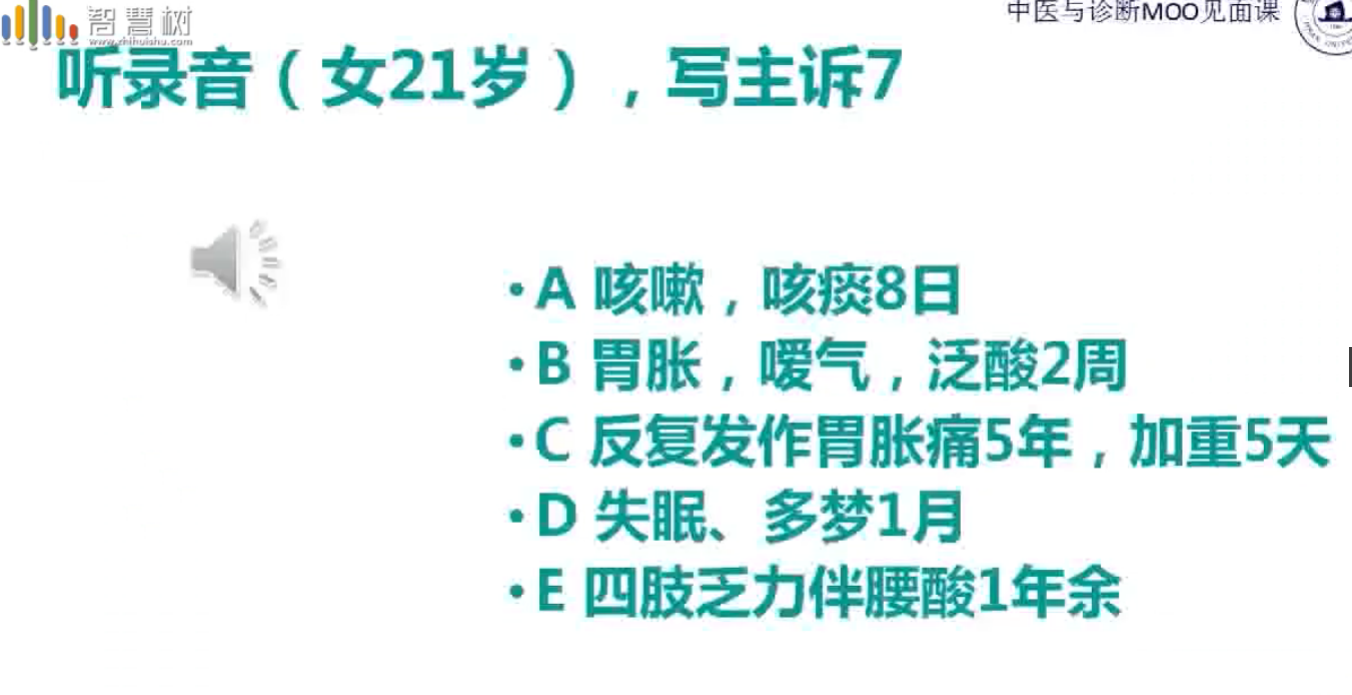 智慧树
www.zhihuishu.com
中医与诊断MOO见面课
听录音（女21岁），写主诉7
•A 咳嗽，咳痰8日
•B 胃胀，嗳气，泛酸2周
•C 反复发作胃胀痛5年，加重5天
•D 失眠、多梦1月
•E 四肢乏力伴腰酸1年余